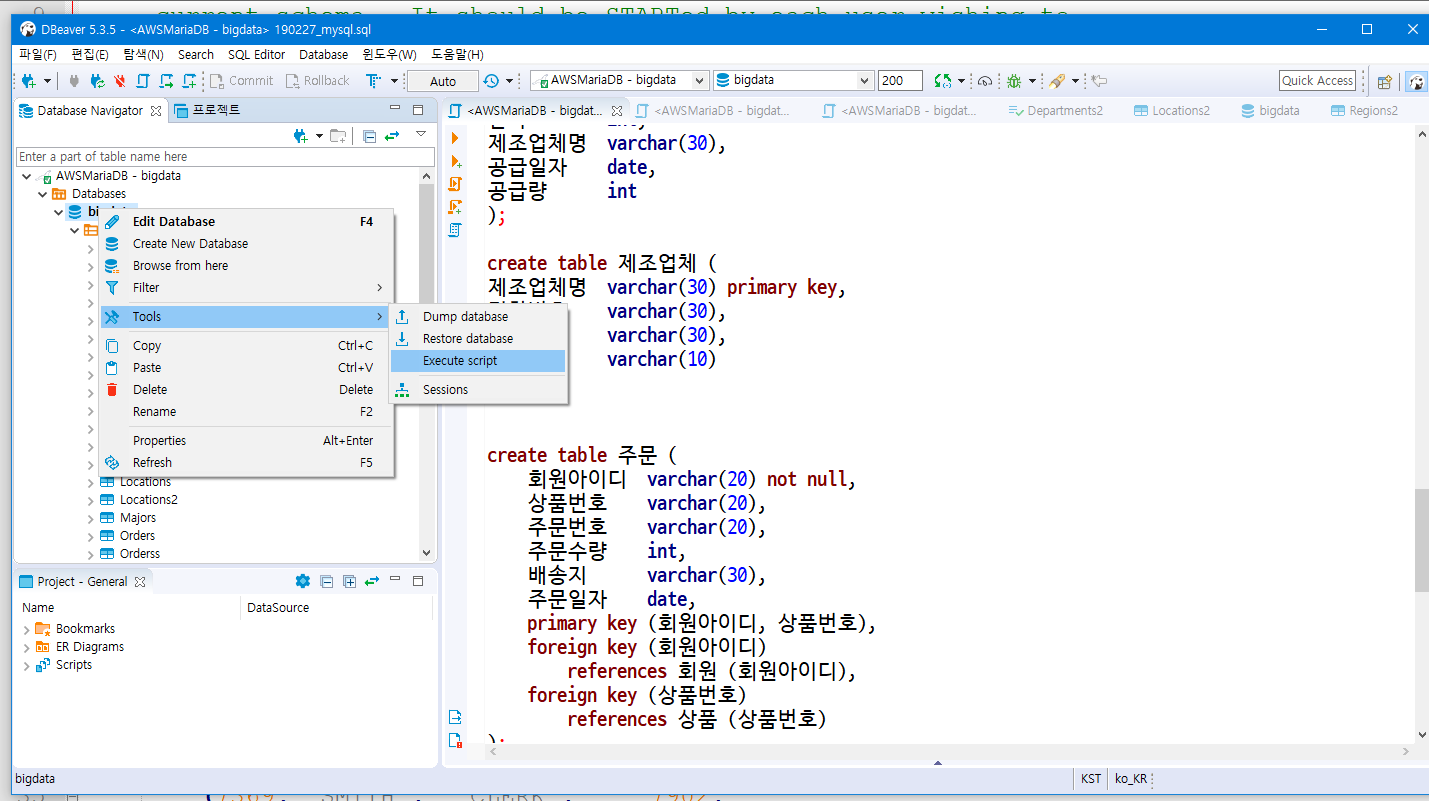 current schema. It should be STARTed by each user wishing to
DBeaver 5.3.5 - <AWSMariaDB - bigdata> 190227_mysql.sql
파일(F) 편집(E) 탐색(N) Search SQL Editor Database 윈도우(W) 도움말(H)
Commit Rollback Auto AWSMariaDB - bigdata bigdata 200 Quick Access
Database Navigator 프로젝트
Enter a part of table name here
AWSMariaDB - bigdata
Databases
Edit Database F4
Create New Database
Browse from here
Filter
Tools
Copy Ctrl+C
Paste Ctrl+V
Delete Delete
Rename F2
Properties Alt+Enter
Refresh F5
Dump database
Restore database
Execute script
Sessions
Locations
Locations2
Majors
Orders
Orderss
Project - General
Name DataSource
Bookmarks
ER Diagrams
Scripts
<AWSMariaDB - bigdat... <AWSMariaDB - bigdat... <AWSMariaDB - bigdat... Departments2 Locations2 bigdata Regions2
제조업체명 varchar(30),
공급일자 date,
공급량 int
);
create table 제조업체 (
제조업체명 varchar(30) primary key,
varchar(30),
varchar(30),
varchar(10)
create table 주문 (
회원아이디 varchar(20) not null,
상품번호 varchar(20),
주문번호 varchar(20),
주문수량 int,
배송지 varchar(30),
주문일자 date,
primary key (회원아이디, 상품번호),
foreign key (회원아이디)
references 회원 (회원아이디),
foreign key (상품번호)
references 상품 (상품번호)
);
bigdata KST ko_KR